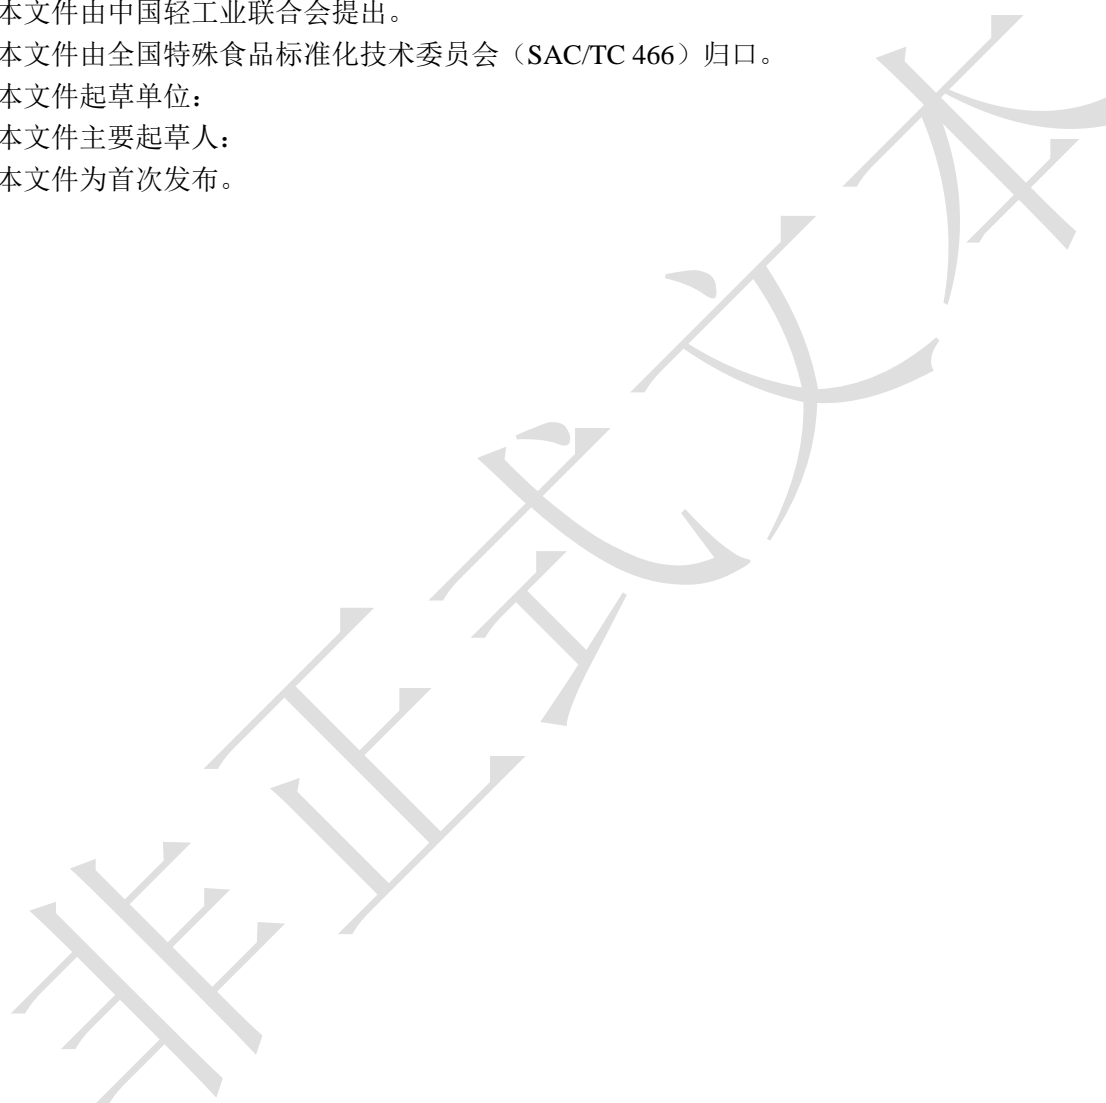 本文件由中国轻工业联合会提出。
本文件由全国特殊食品标准化技术委员会（SAC/TC 466）归口。
本文件起草单位：
本文件主要起草人：
本文件为首次发布。
非正式文本